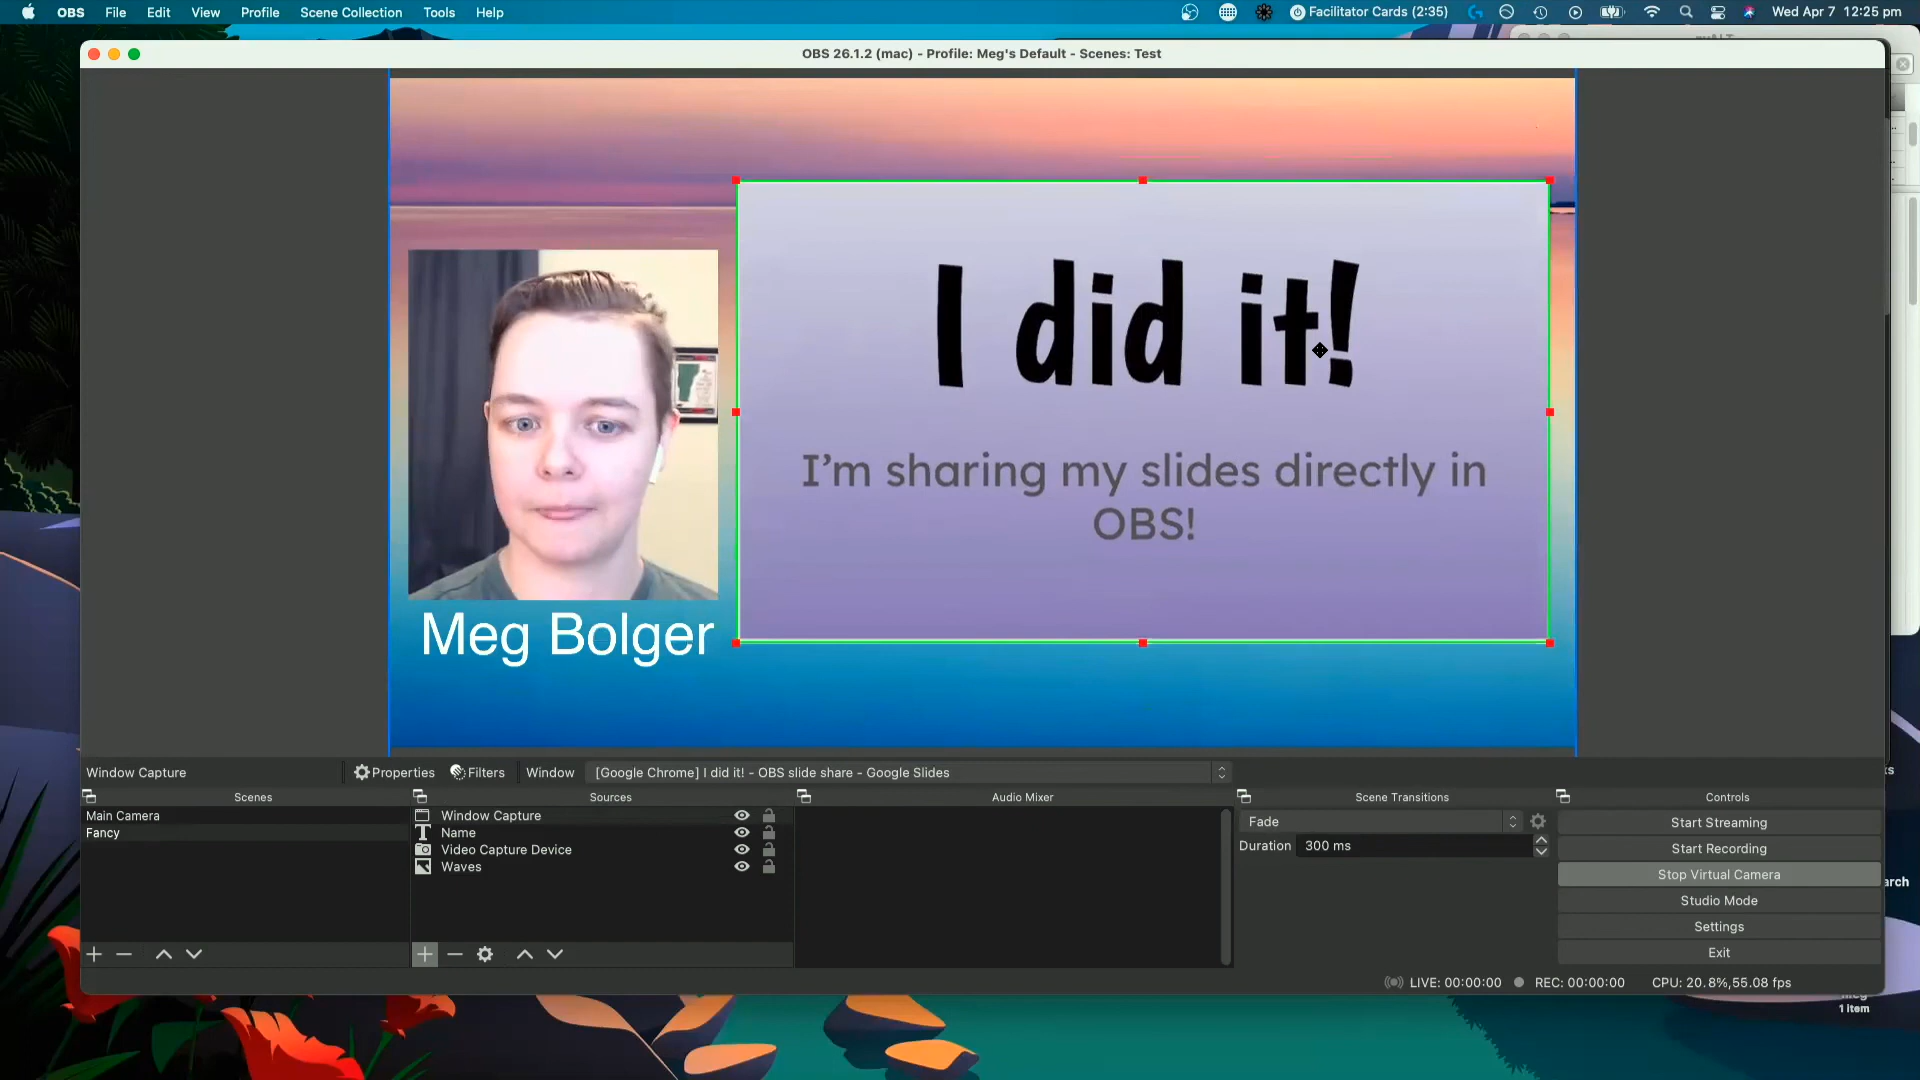 OBS File Edit View Profile Scene Collection Tools Help Facilitator Cards (2:35) Wed Apr 7 12:25 pm
OBS 26.1.2 (mac) - Profile: Meg's Default - Scenes: Test
I did it!
I'm sharing my slides directly in
OBS!
Meg Bolger
Window Capture Properties Filters Window [Google Chrome] I did it! - OBS slide share - Google Slides
Scenes Sources Audio Mixer Scene Transitions Controls
Main Camera
Fancy
Window Capture
Name
Video Capture Device
Waves
Fade
Duration 300 ms
Start Streaming
Start Recording
Stop Virtual Camera
Studio Mode
Settings
Exit
LIVE: 00:00:00 REC: 00:00:00 CPU: 20.8%,55.08 fps
1 item